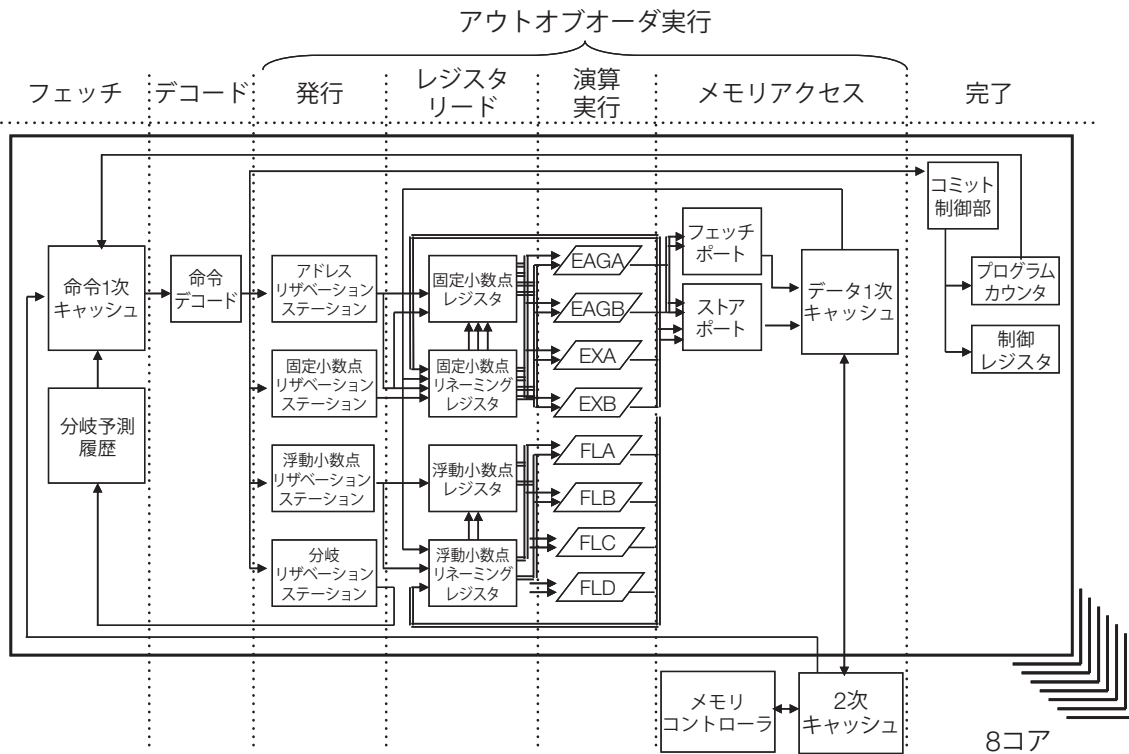 アウトオブオーダ実行
フェッチ
デコード
発行
レジスタ
リード
演算
実行
メモリアクセス
完了
命令1次
キャッシュ
分岐予測
履歴
命令
デコード
アドレス
リザベーション
ステーション
固定小数点
リザベーション
ステーション
浮動小数点
リザベーション
ステーション
分岐
リザベーション
ステーション
固定小数点
レジスタ
固定小数点
リネーミング
レジスタ
浮動小数点
レジスタ
浮動小数点
リネーミング
レジスタ
EAGA
EAGB
EXA
EXB
FLA
FLB
FLC
FLD
フェッチ
ポート
ストア
ポート
データ1次
キャッシュ
コミット
制御部
プログラム
カウンタ
制御
レジスタ
メモリ
コントローラ
2次
キャッシュ
8コア